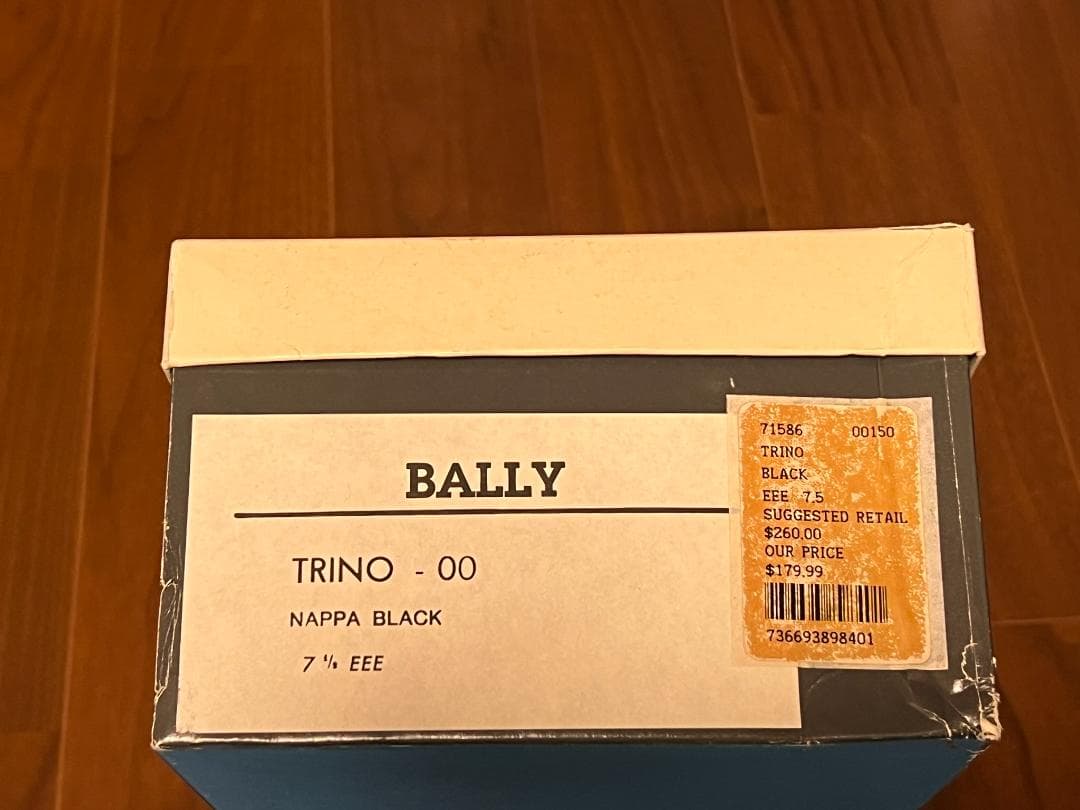 BALLY
TRINO - 00
NAPPA BLACK
7 ½ EEE
71586 00150
TRINO
BLACK
EEE 7.5
SUGGESTED RETAIL
$260.00
OUR PRICE
$179.99
736693898401